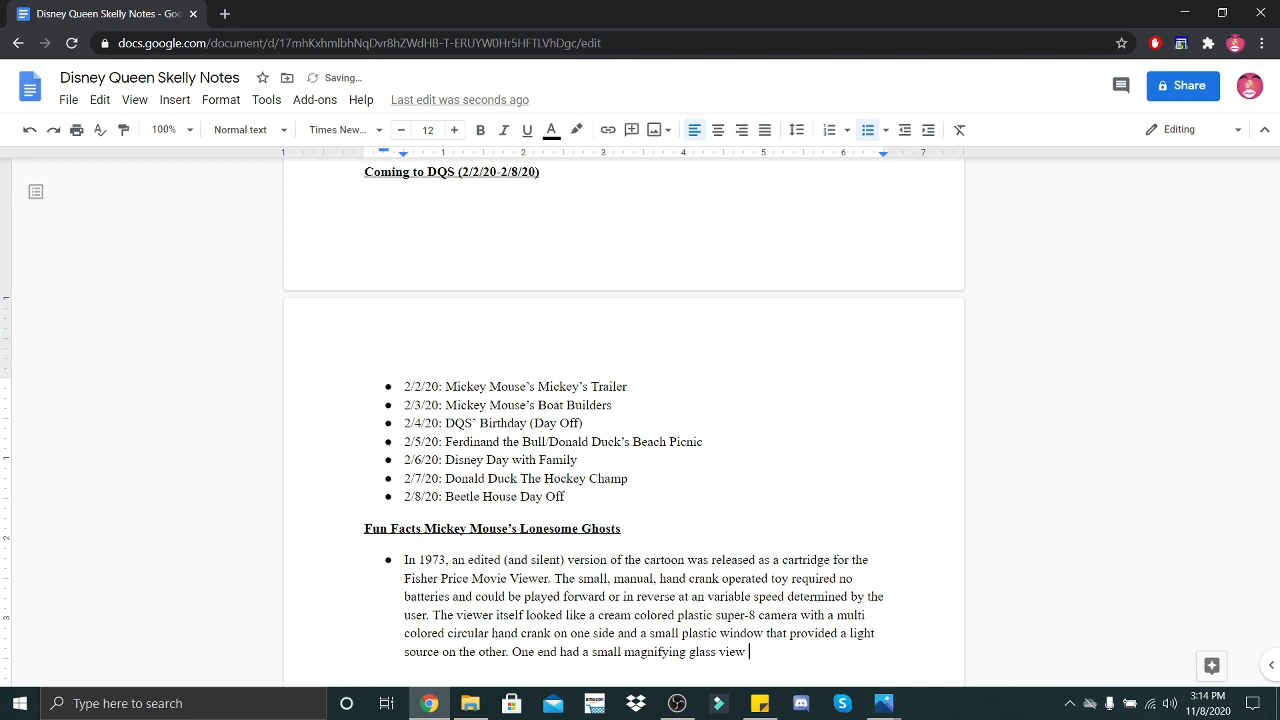 Disney Queen Skelly Notes - Goo
docs.google.com/document/d/17mhKxhmlbhNqDvr8hZWdHB-T-ERUYW0Hr5HFTLVhDgc/edit
Disney Queen Skelly Notes
Saving...
File Edit View Insert Format Tools Add-ons Help Last edit was seconds ago
Share
100% Normal text Times New... 12 B I U A Editing
1 1 2 3 4 5 6 7
Coming to DQS (2/2/20-2/8/20)
● 2/2/20: Mickey Mouse’s Mickey’s Trailer
● 2/3/20: Mickey Mouse’s Boat Builders
● 2/4/20: DQS’ Birthday (Day Off)
● 2/5/20: Ferdinand the Bull/Donald Duck’s Beach Picnic
● 2/6/20: Disney Day with Family
● 2/7/20: Donald Duck The Hockey Champ
● 2/8/20: Beetle House Day Off
Fun Facts Mickey Mouse’s Lonesome Ghosts
● In 1973, an edited (and silent) version of the cartoon was released as a cartridge for the
Fisher Price Movie Viewer. The small, manual, hand crank operated toy required no
batteries and could be played forward or in reverse at an variable speed determined by the
user. The viewer itself looked like a cream colored plastic super-8 camera with a multi
colored circular hand crank on one side and a small plastic window that provided a light
source on the other. One end had a small magnifying glass view
Type here to search
amazon
3:14 PM
11/8/2020